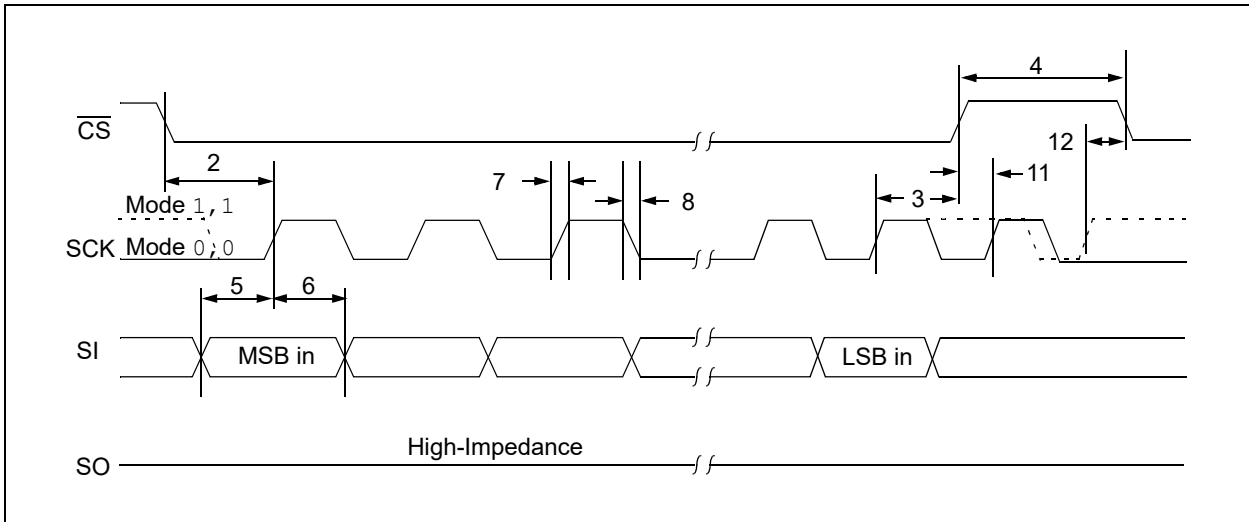 4
CS
12
2
7
8
3
11
Mode 1,1
SCK Mode 0,0
5
6
SI
MSB in
LSB in
High-Impedance
SO